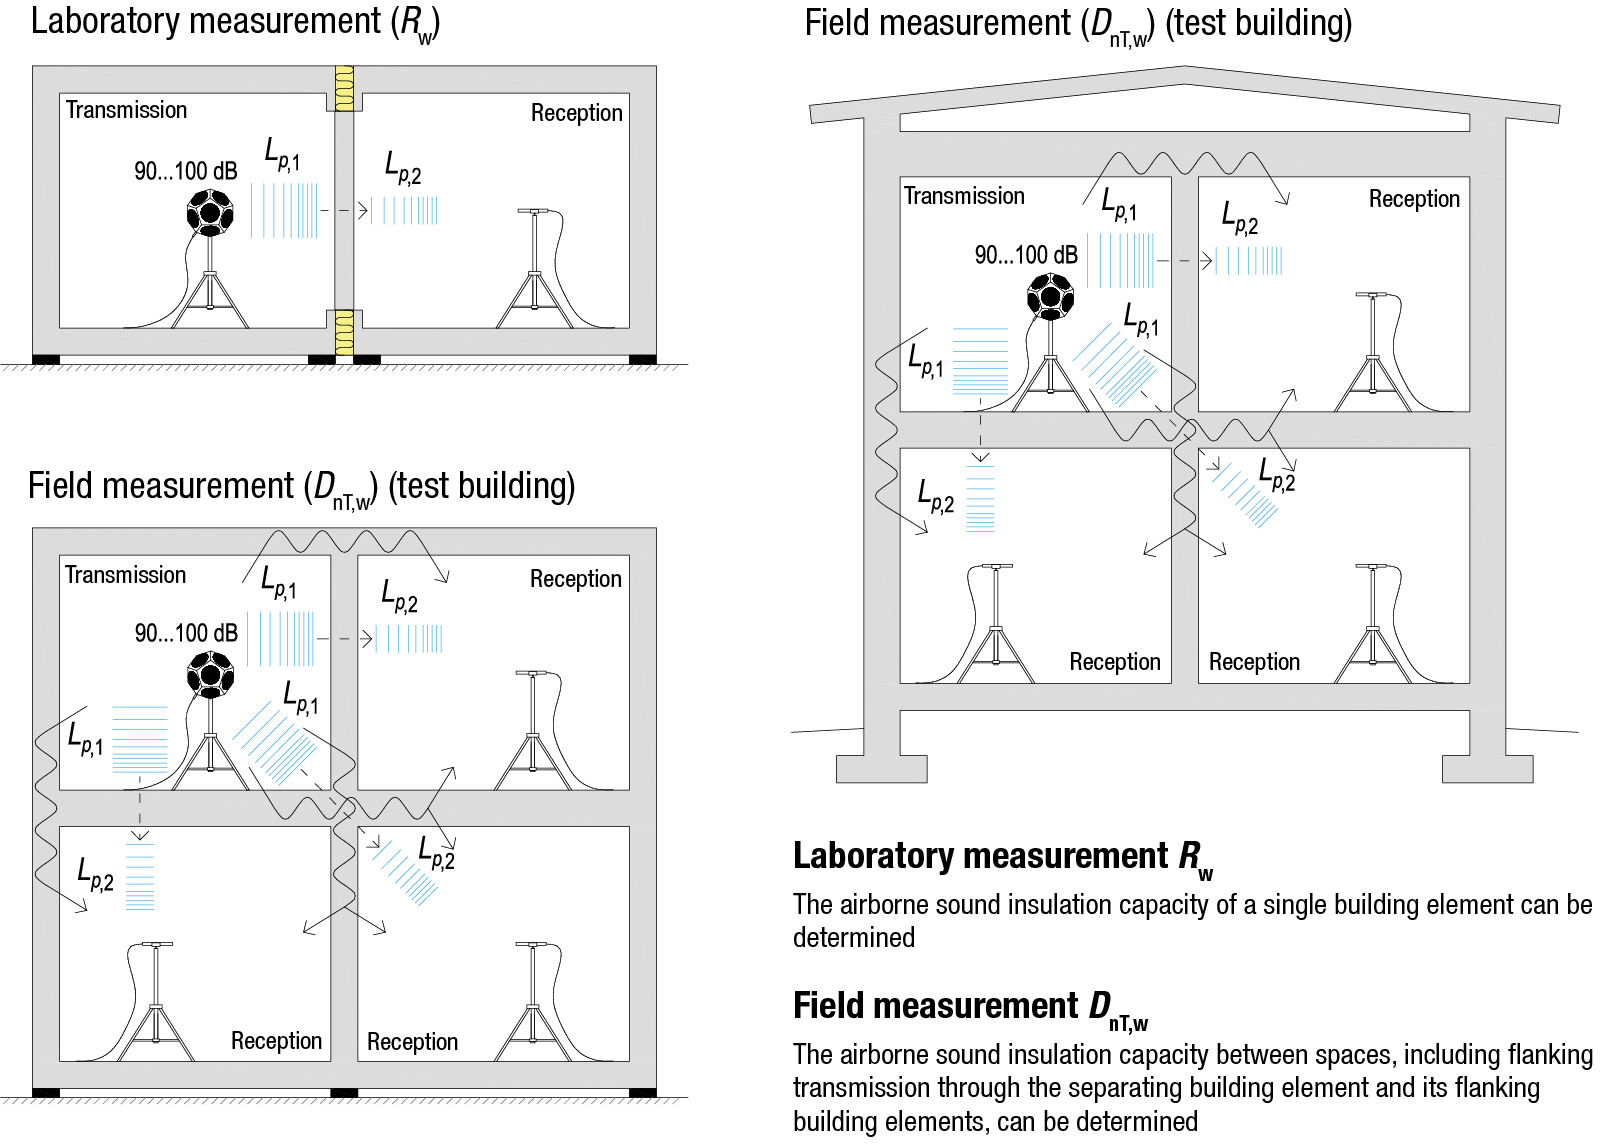 Laboratory measurement (Rw)
Transmission
Reception
90...100 dB
Lp,1
Lp,2
Field measurement (DnT,w) (test building)
Transmission
Reception
90...100 dB
Lp,1
Lp,2
Lp,1
Lp,1
Lp,2
Lp,2
Reception
Reception
Field measurement (DnT,w) (test building)
Transmission
Reception
90...100 dB
Lp,1
Lp,2
Lp,1
Lp,1
Lp,2
Lp,2
Reception
Reception
Laboratory measurement Rw
The airborne sound insulation capacity of a single building element can be
determined
Field measurement DnT,w
The airborne sound insulation capacity between spaces, including flanking
transmission through the separating building element and its flanking
building elements, can be determined